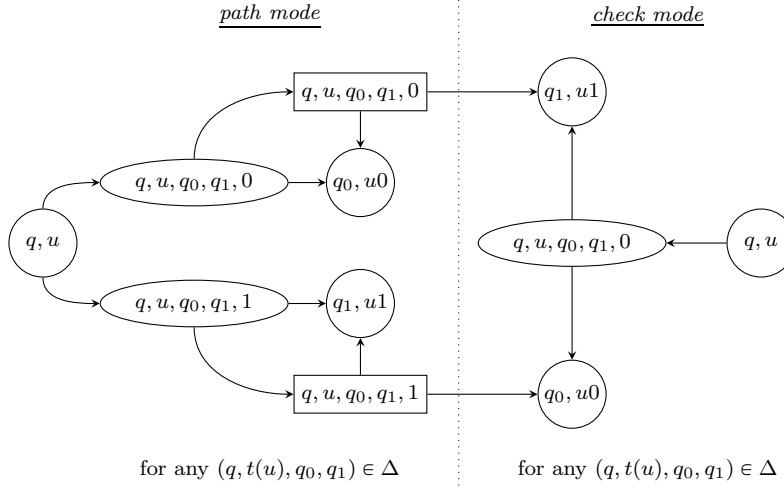 path mode
check mode
q, u, q₀, q₁, 0
q₁, u1
q, u, q₀, q₁, 0
q₀, u0
q, u
q, u, q₀, q₁, 0
q, u
q, u, q₀, q₁, 1
q₁, u1
q, u, q₀, q₁, 1
q₀, u0
for any (q, t(u), q₀, q₁) ∈ Δ
for any (q, t(u), q₀, q₁) ∈ Δ